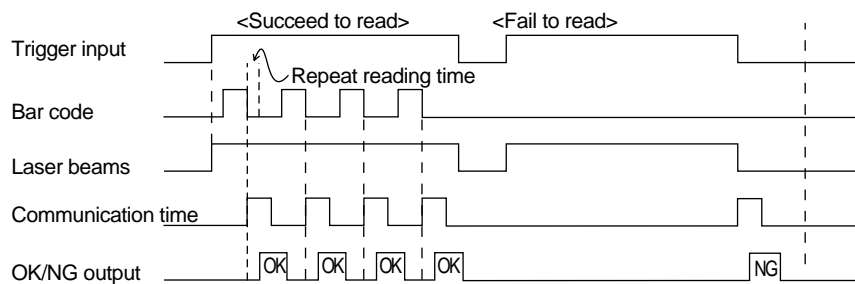 <Succeed to read> <Fail to read>
Trigger input
Repeat reading time
Bar code
Laser beams
Communication time
OK/NG output OK OK OK OK NG